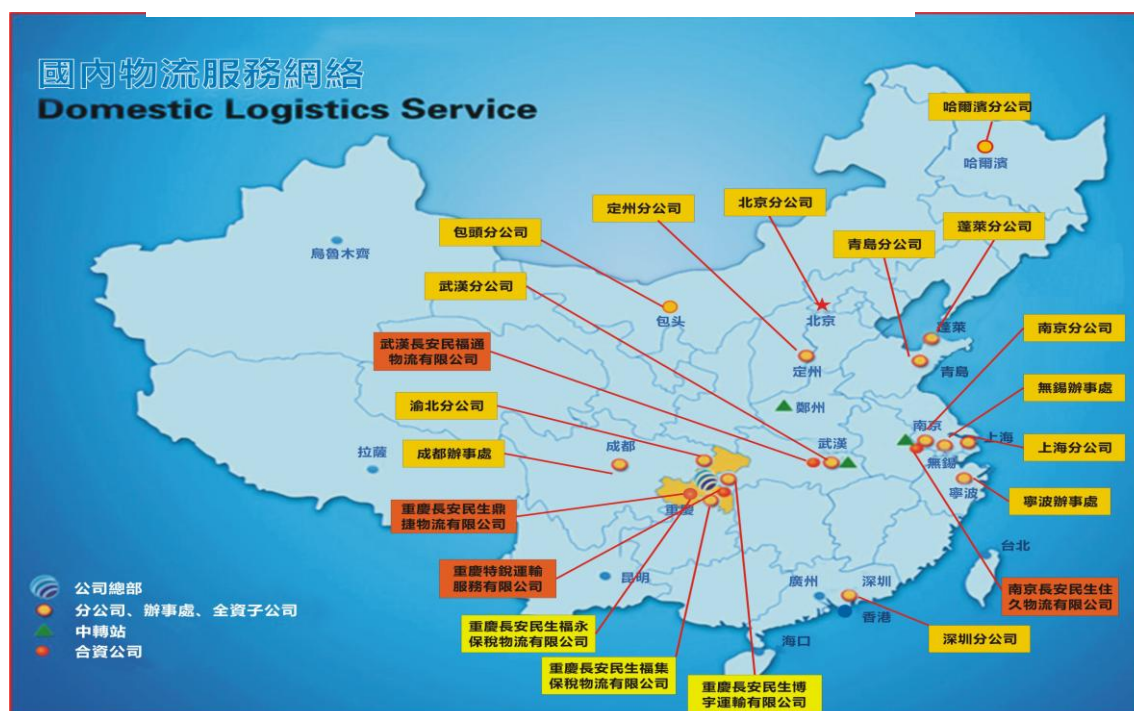 國內物流服務網絡
Domestic Logistics Service
哈爾濱分公司
哈爾濱
定州分公司
北京分公司
蓬萊分公司
包頭分公司
青島分公司
烏魯木齊
武漢分公司
包头
北京
蓬萊
南京分公司
武漢長安民福通
物流有限公司
定州
青島
無錫辦事處
渝北分公司
鄭州
南京
上海
上海分公司
成都辦事處
成都
武漢
無錫
拉薩
寧波
寧波辦事處
重慶長安民生鼎
捷物流有限公司
重慶
台北
重慶特銳運輸
服務有限公司
昆明
廣州
深圳
南京長安民生住
久物流有限公司
香港
公司總部
分公司、辦事處、全資子公司
中轉站
合資公司
重慶長安民生福永
保稅物流有限公司
海口
深圳分公司
重慶長安民生福集
保稅物流有限公司
重慶長安民生博
宇運輸有限公司